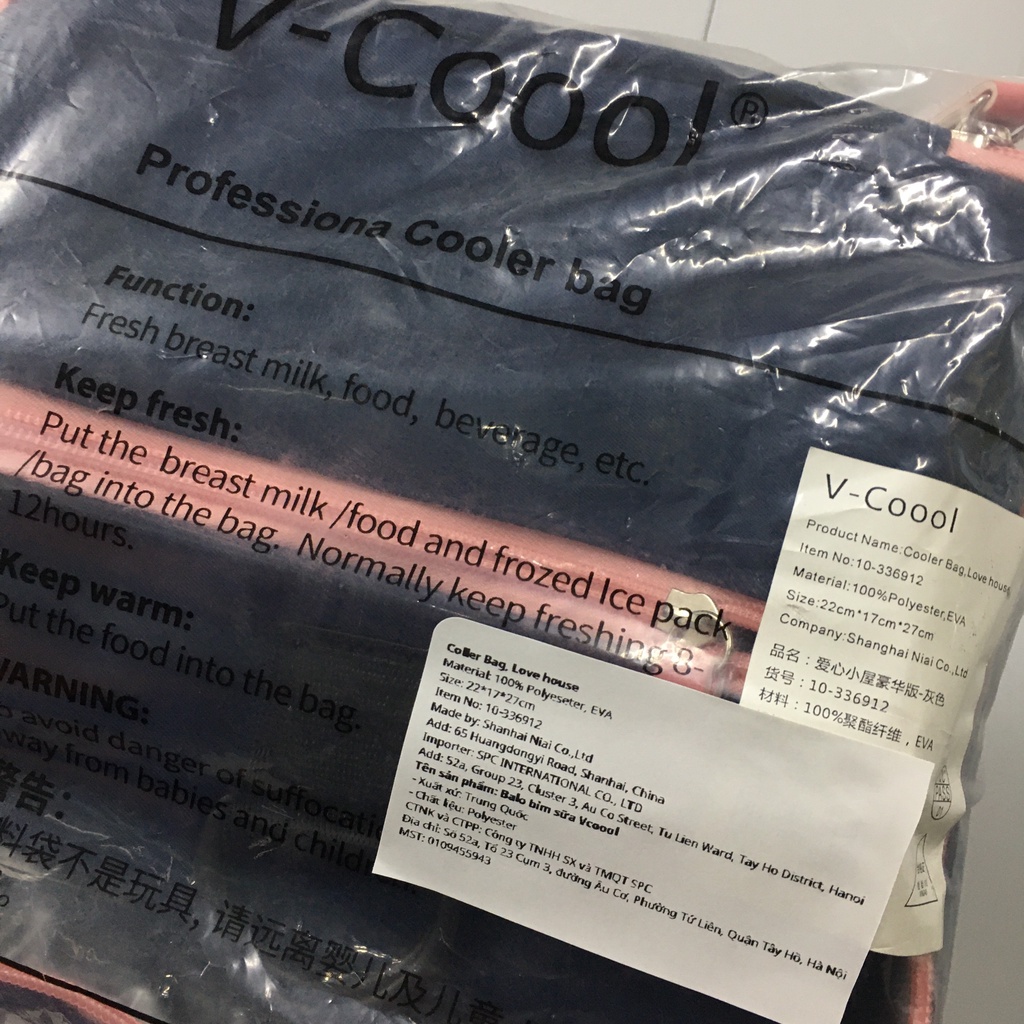 V-Coool®
Professiona Cooler bag
Function:
Fresh breast milk, food, beverage, etc.
Keep fresh:
Put the breast milk /food and frozed Ice pack
/bag into the bag. Normally keep freshing 8-
12hours.
Keep warm:
Put the food into the bag.
WARNING:
avoid danger of suffocati
away from babies and child
警告:
料袋不是玩具, 请远离婴儿及儿童
V-Coool
Product Name:Cooler Bag,Love house
Item No:10-336912
Material:100%Polyester,EVA
Size:22cm*17cm*27cm
Company:Shanghai Niai Co.,Ltd
品名：爱心小屋豪华版-灰色
货号：10-336912
材料：100%聚酯纤维，EVA
PASS
Bag, Love house
Material: 100% Polyeseter, EVA
Size: 22*17*27cm
Item No: 10-336912
Made by: Shanhai Niai Co.,Ltd
Add: 65 Huangdongyi Road, Shanhai, China
Importer: SPC INTERNATIONAL CO., LTD
Add: 52a, Group 23, Cluster 3, Au Co Street, Tu Lien Ward, Tay Ho District, Hanoi
Tên sản phẩm: Balo bỉm sữa Vcoool
- Xuất xứ: Trung Quốc
- Chất liệu: Polyester
CTNK và CTPP: Công ty TNHH SX và TMQT SPC
Địa chỉ: Số 52a, Tổ 23 Cụm 3, đường Âu Cơ, Phường Tứ Liên, Quận Tây Hồ, Hà Nội
MST: 0109455943